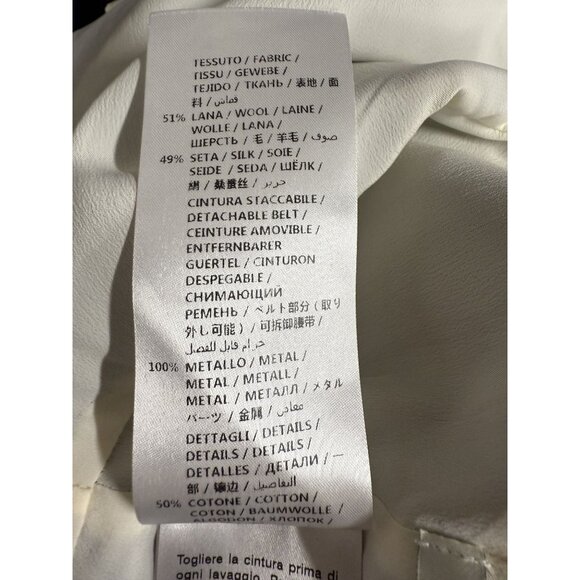 TESSUTO / FABRIC /
TISSU / GEWEBE /
TEJIDO / ТКАНЬ / 表地 / 面
料 / قماش /
51% LANA / WOOL / LAINE /
WOLLE / LANA /
ШЕРСТЬ / 毛 / 羊毛 / صوف /
49% SETA / SILK / SOIE /
SEIDE / SEDA / ШЁЛК /
絹 / 桑蚕丝 / حرير /
CINTURA STACCABILE /
DETACHABLE BELT /
CEINTURE AMOVIBLE /
ENTFERNBARER
GUERTEL / CINTURON
DESPEGABLE /
СНИМАЮЩИЙ
РЕМЕНЬ / ベルト部分（取り
外し可能） / 可拆卸腰带 /
حزام قابل للفصل /
100% METALLO / METAL /
METAL / METALL /
METAL / МЕТАЛЛ / メタル
パーツ / 金属 / معادن /
DETTAGLI / DETAILS /
DETAILS / DETAILS /
DETALLES / ДЕТАЛИ / 一
部 / 镶边 / التفاصيل /
50% COTONE / COTTON /
COTON / BAUMWOLLE /
ALGODON / ХЛОПОК /
Togliere la cintura prima di
ogni lavaggio.